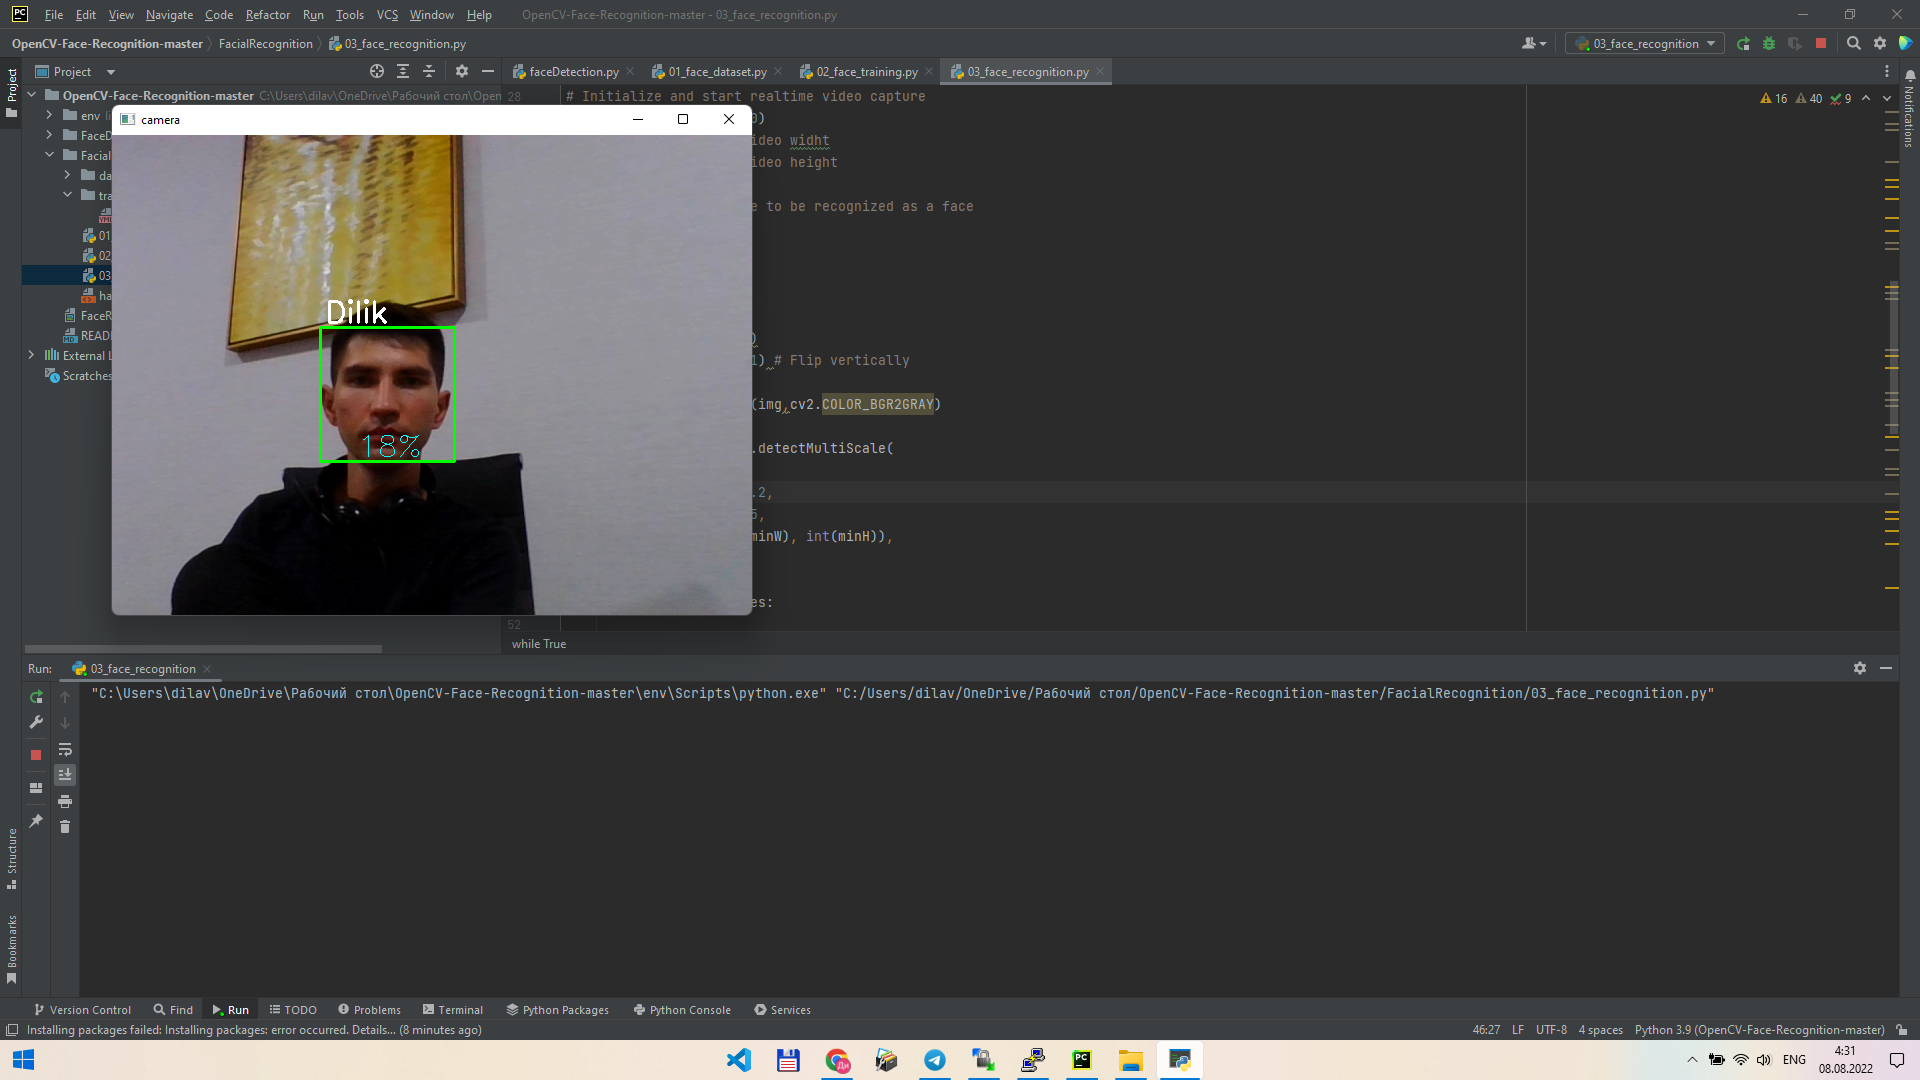 File Edit View Navigate Code Refactor Run Tools VCS Window Help OpenCV-Face-Recognition-master - 03_face_recognition.py
OpenCV-Face-Recognition-master FacialRecognition 03_face_recognition.py 03_face_recognition
Project faceDetection.py 01_face_dataset.py 02_face_training.py 03_face_recognition.py
Project
Notifications
OpenCV-Face-Recognition-master C:\Users\dilav\OneDrive\Рабочий стол\Open
28 # Initialize and start realtime video capture
16 40 9
env li
camera
FaceD
Facial
da
tra
01
02
03
ha
FaceR
READ
External L
Scratches
0)
ideo widht
ideo height
e to be recognized as a face
)
1) # Flip vertically
(img,cv2.COLOR_BGR2GRAY)
.detectMultiScale(
.2,
5,
minW), int(minH)),
es:
52
Dilik
18%
while True
Run: 03_face_recognition
"C:\Users\dilav\OneDrive\Рабочий стол\OpenCV-Face-Recognition-master\env\Scripts\python.exe" "C:/Users/dilav/OneDrive/Рабочий стол/OpenCV-Face-Recognition-master/FacialRecognition/03_face_recognition.py"
Structure
Bookmarks
Version Control Find Run TODO Problems Terminal Python Packages Python Console Services
Installing packages failed: Installing packages: error occurred. Details... (8 minutes ago) 46:27 LF UTF-8 4 spaces Python 3.9 (OpenCV-Face-Recognition-master)
ENG 4:31
08.08.2022